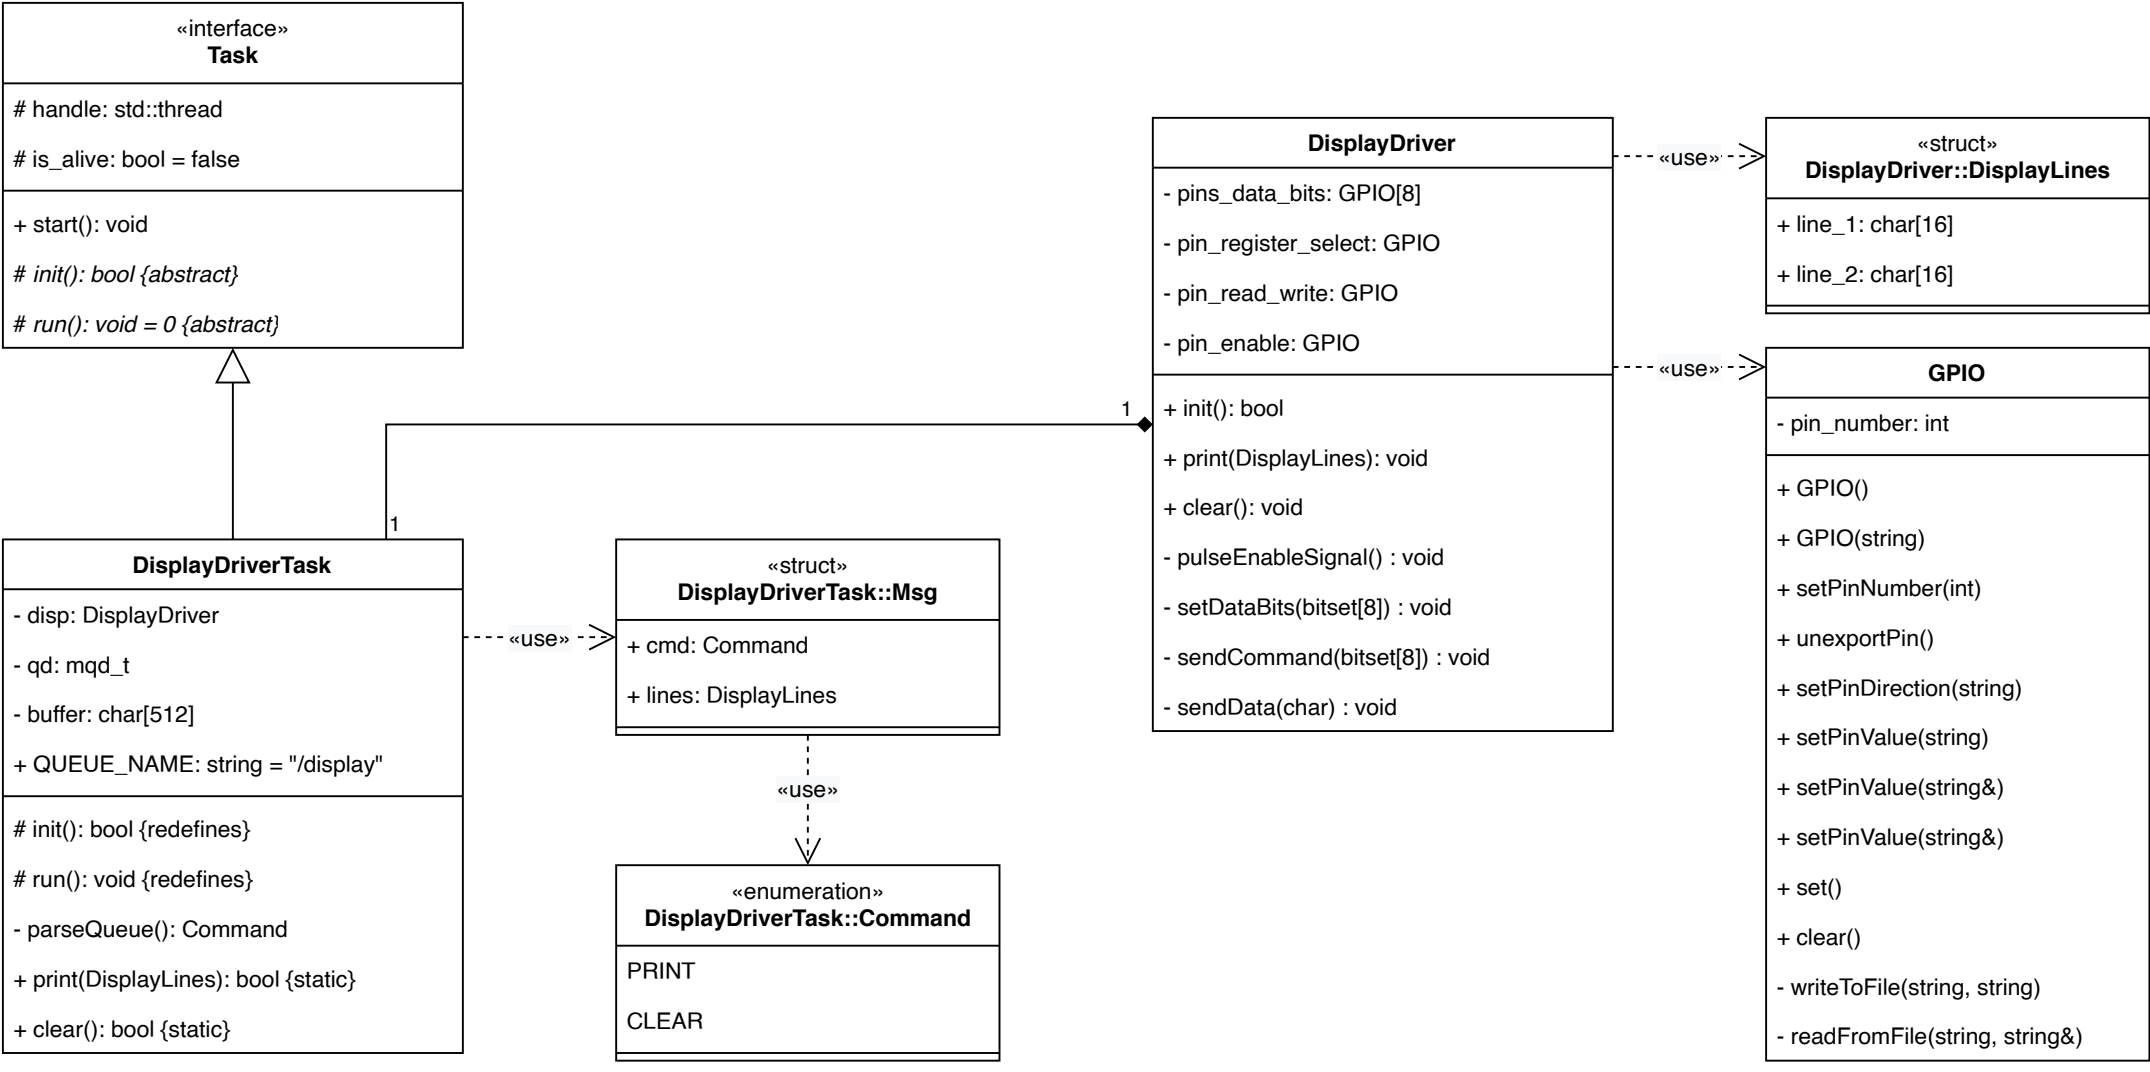 «interface»
Task
# handle: std::thread
# is_alive: bool = false
+ start(): void
# init(): bool {abstract}
# run(): void = 0 {abstract}
DisplayDriver
- pins_data_bits: GPIO[8]
- pin_register_select: GPIO
- pin_read_write: GPIO
- pin_enable: GPIO
+ init(): bool
+ print(DisplayLines): void
+ clear(): void
- pulseEnableSignal() : void
- setDataBits(bitset[8]) : void
- sendCommand(bitset[8]) : void
- sendData(char) : void
«use»
«struct»
DisplayDriver::DisplayLines
+ line_1: char[16]
+ line_2: char[16]
«use»
GPIO
- pin_number: int
+ GPIO()
+ GPIO(string)
+ setPinNumber(int)
+ unexportPin()
+ setPinDirection(string)
+ setPinValue(string)
+ setPinValue(string&)
+ setPinValue(string&)
+ set()
+ clear()
- writeToFile(string, string)
- readFromFile(string, string&)
1
1
DisplayDriverTask
- disp: DisplayDriver
- qd: mqd_t
- buffer: char[512]
+ QUEUE_NAME: string = "/display"
# init(): bool {redefines}
# run(): void {redefines}
- parseQueue(): Command
+ print(DisplayLines): bool {static}
+ clear(): bool {static}
«use»
«struct»
DisplayDriverTask::Msg
+ cmd: Command
+ lines: DisplayLines
«use»
«enumeration»
DisplayDriverTask::Command
PRINT
CLEAR